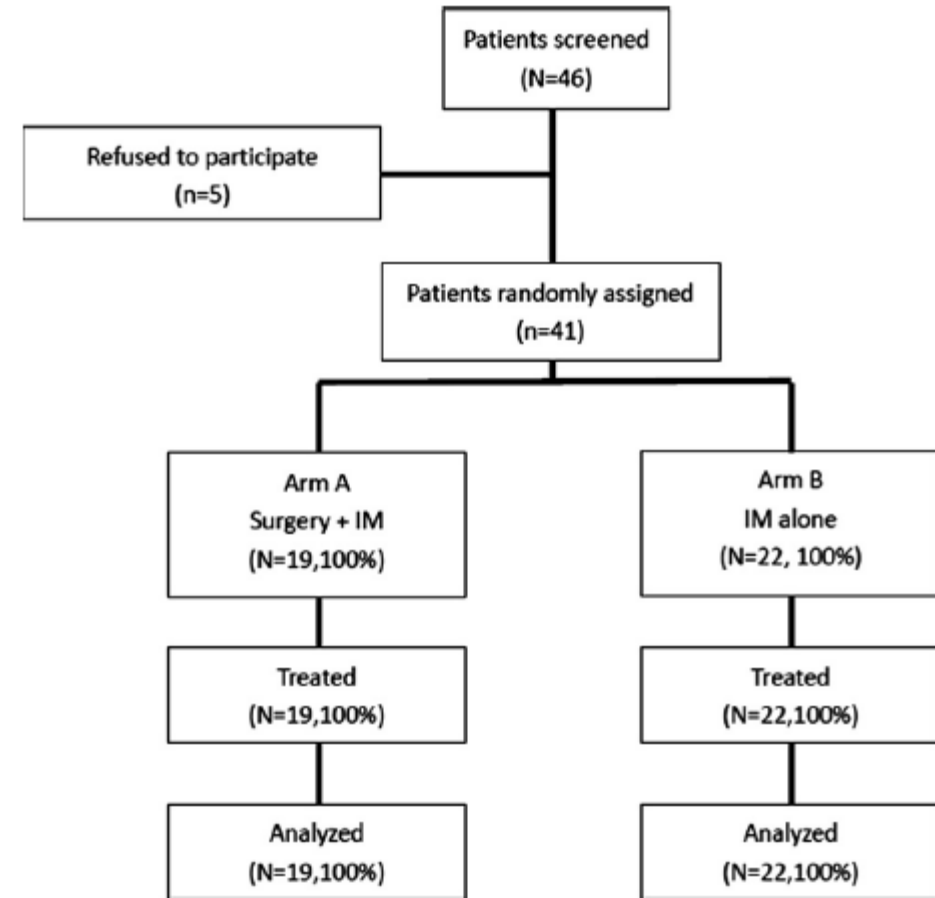 Patients screened
(N=46)
Refused to participate
(n=5)
Patients randomly assigned
(n=41)
Arm A
Surgery + IM
(N=19,100%)
Arm B
IM alone
(N=22, 100%)
Treated
(N=19,100%)
Treated
(N=22,100%)
Analyzed
(N=19,100%)
Analyzed
(N=22,100%)